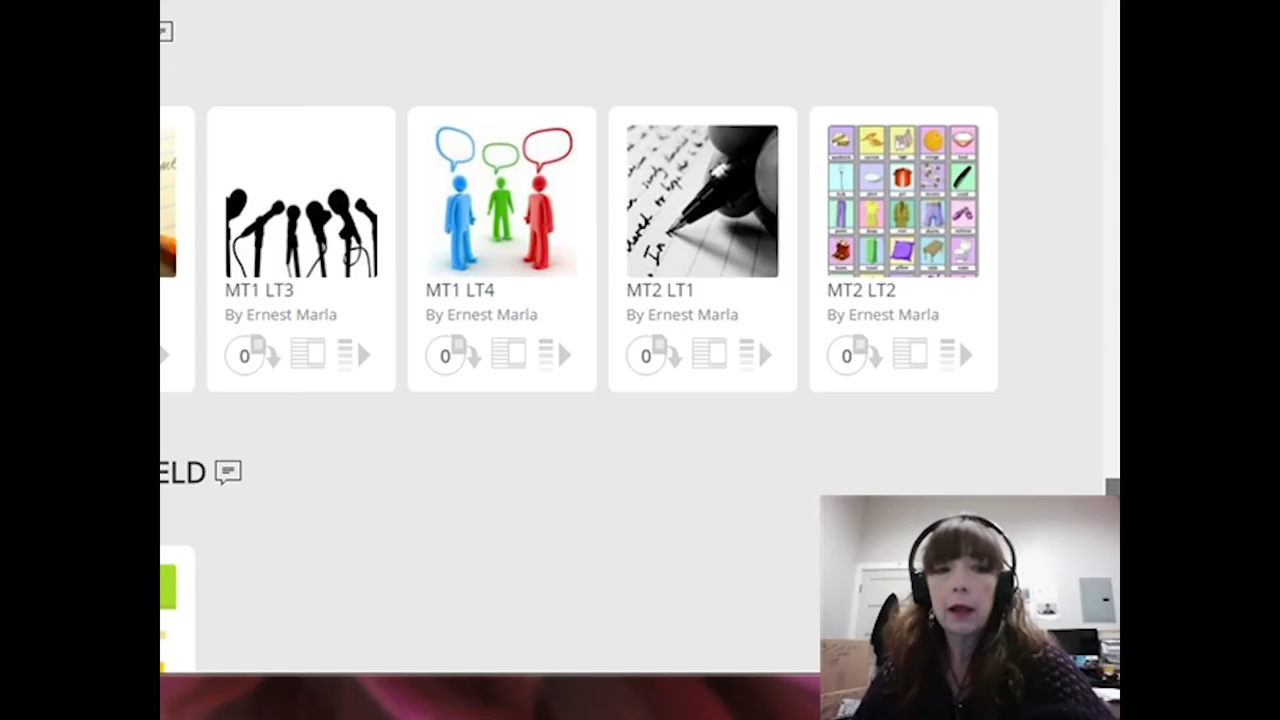 MT1 LT3
By Ernest Marla
0
MT1 LT4
By Ernest Marla
0
MT2 LT1
By Ernest Marla
0
MT2 LT2
By Ernest Marla
0
ELD